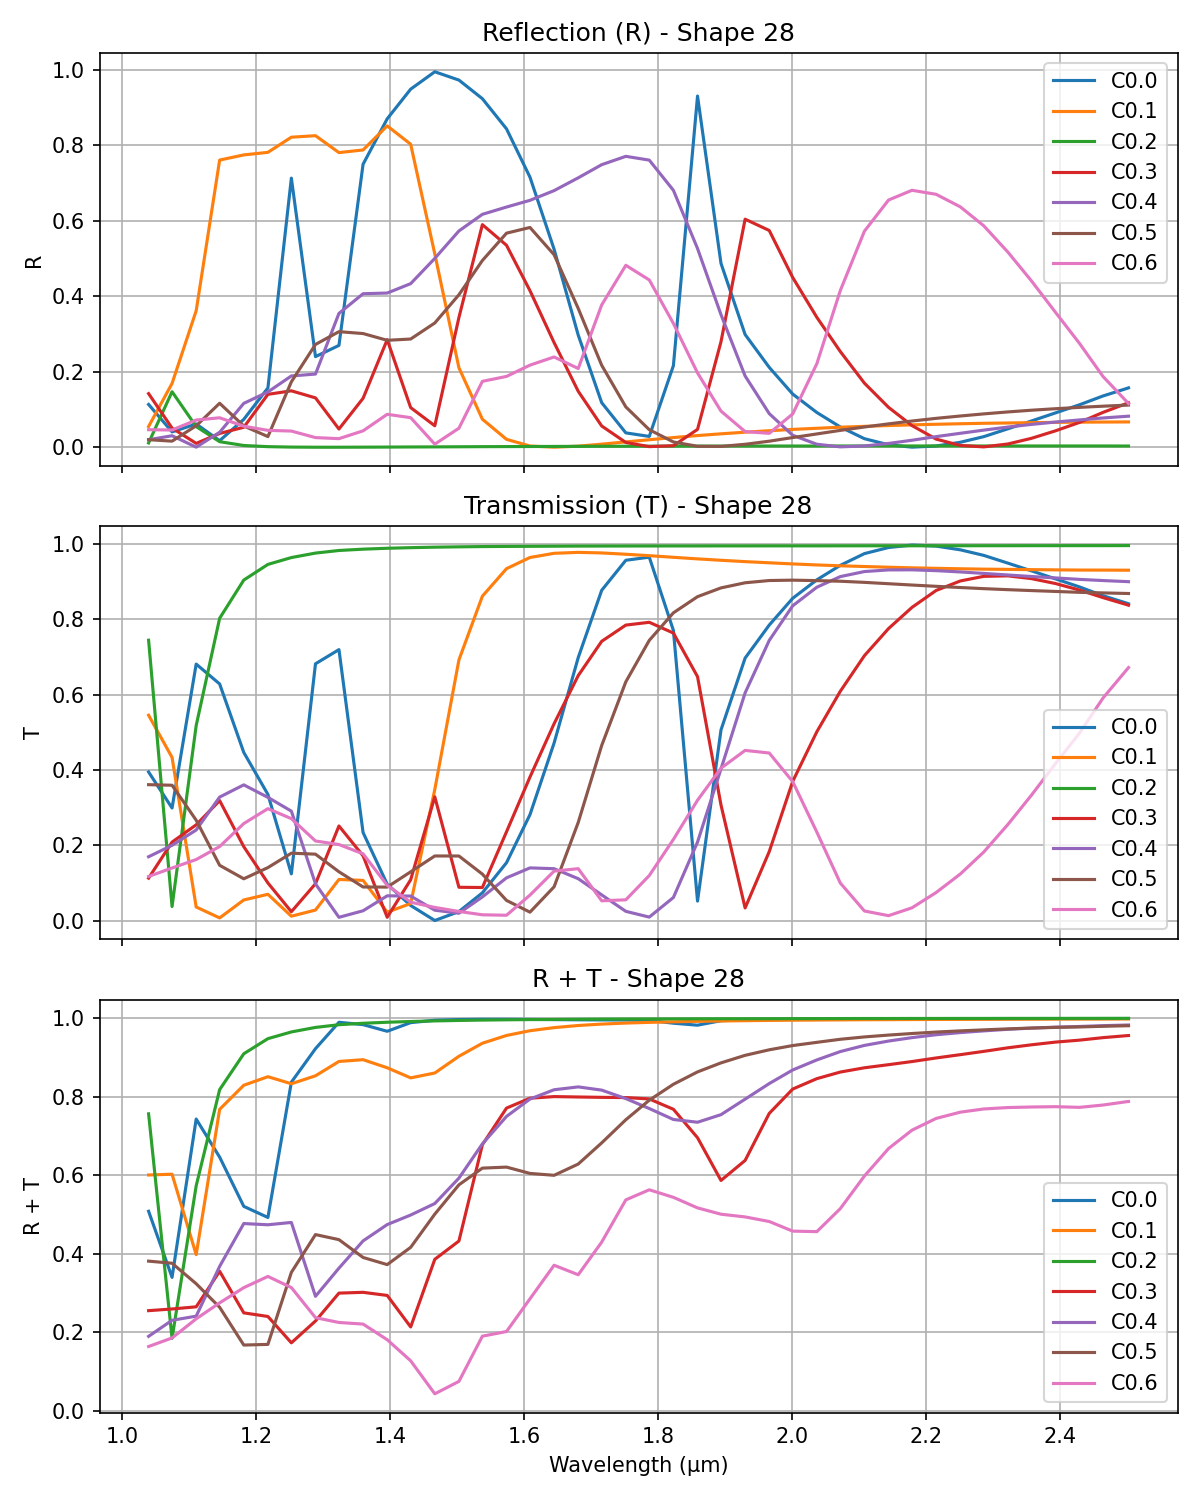 Reflection (R) - Shape 28
1.0
0.8
0.6
0.4
0.2
0.0
R
C0.0
C0.1
C0.2
C0.3
C0.4
C0.5
C0.6
Transmission (T) - Shape 28
1.0
0.8
0.6
0.4
0.2
0.0
T
C0.0
C0.1
C0.2
C0.3
C0.4
C0.5
C0.6
R + T - Shape 28
1.0
0.8
0.6
0.4
0.2
0.0
R + T
C0.0
C0.1
C0.2
C0.3
C0.4
C0.5
C0.6
1.0 1.2 1.4 1.6 1.8 2.0 2.2 2.4
Wavelength (μm)